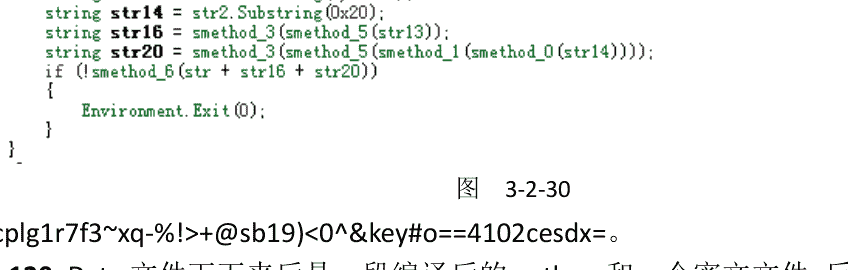 string str14 = str2.Substring(0x20);
string str16 = smethod_3(smethod_5(str13));
string str20 = smethod_3(smethod_5(smethod_1(smethod_0(str14))));
if (!smethod_6(str + str16 + str20))
{
Environment.Exit(0);
}
}
图 3-2-30
cplg1r7f3~xq-%!>+@sb19)<0^&key#o==4102cesdx=。